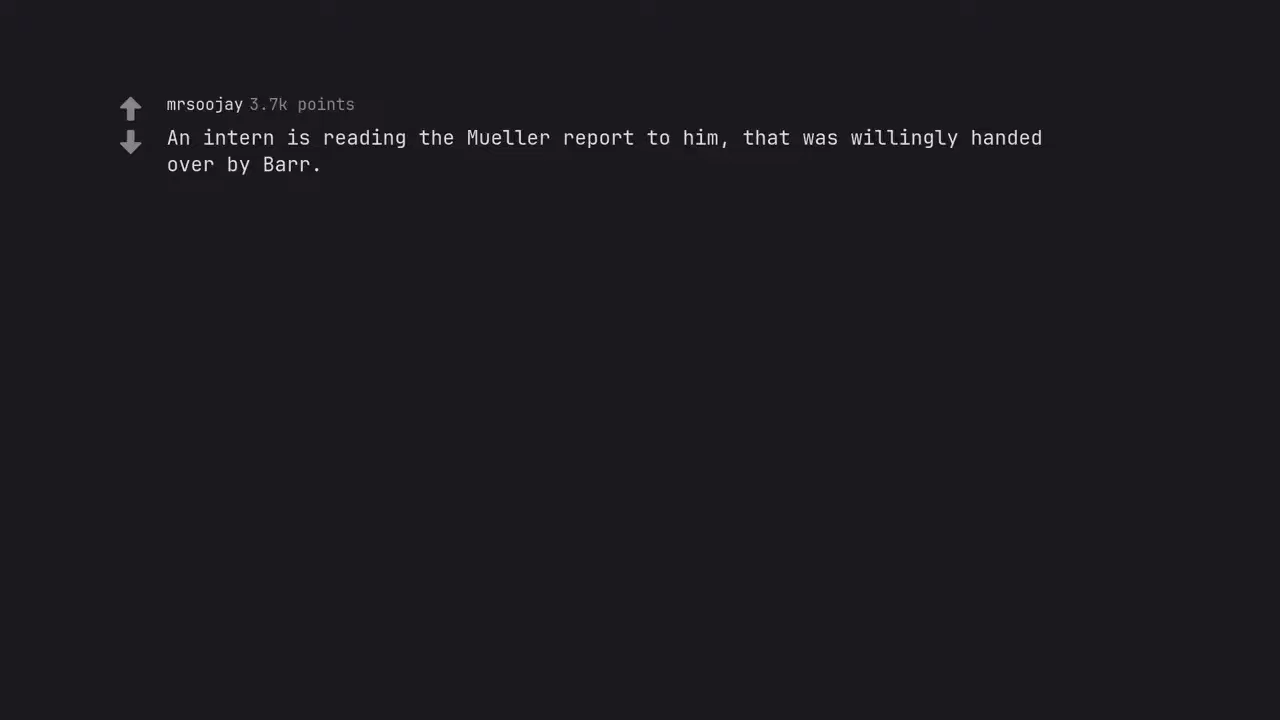 mrsoojay 3.7k points
An intern is reading the Mueller report to him, that was willingly handed
over by Barr.